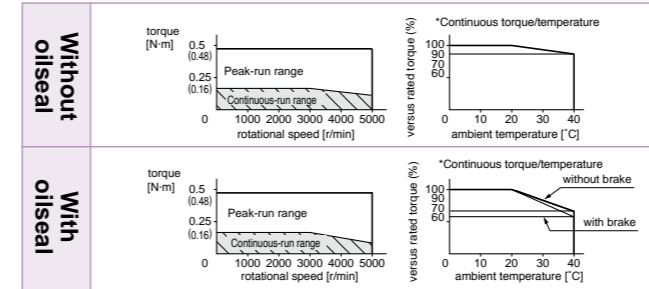 Without
oilseal
torque
[N·m]
0.5
(0.48)
0.25
(0.16)
Peak-run range
Continuous-run range
0 1000 2000 3000 4000 5000
rotational speed [r/min]
*Continuous torque/temperature
versus rated torque (%)
100
90
70
60
0 10 20 30 40
ambient temperature [˚C]
With
oilseal
torque
[N·m]
0.5
(0.48)
0.25
(0.16)
Peak-run range
Continuous-run range
0 1000 2000 3000 4000 5000
rotational speed [r/min]
*Continuous torque/temperature
versus rated torque (%)
without brake
100
90
70
60
with brake
0 10 20 30 40
ambient temperature [˚C]